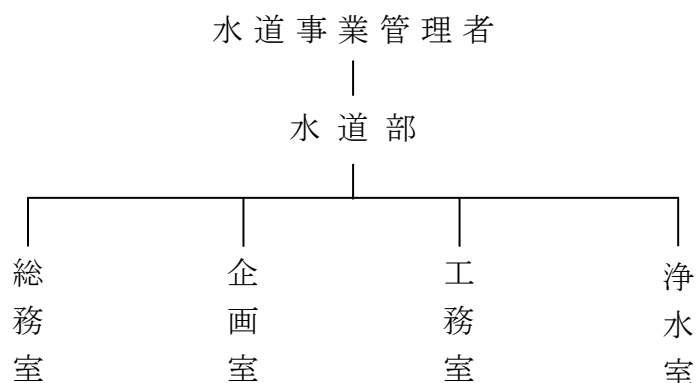 水道事業管理者
水道部
総務室
企画室
工務室
浄水室